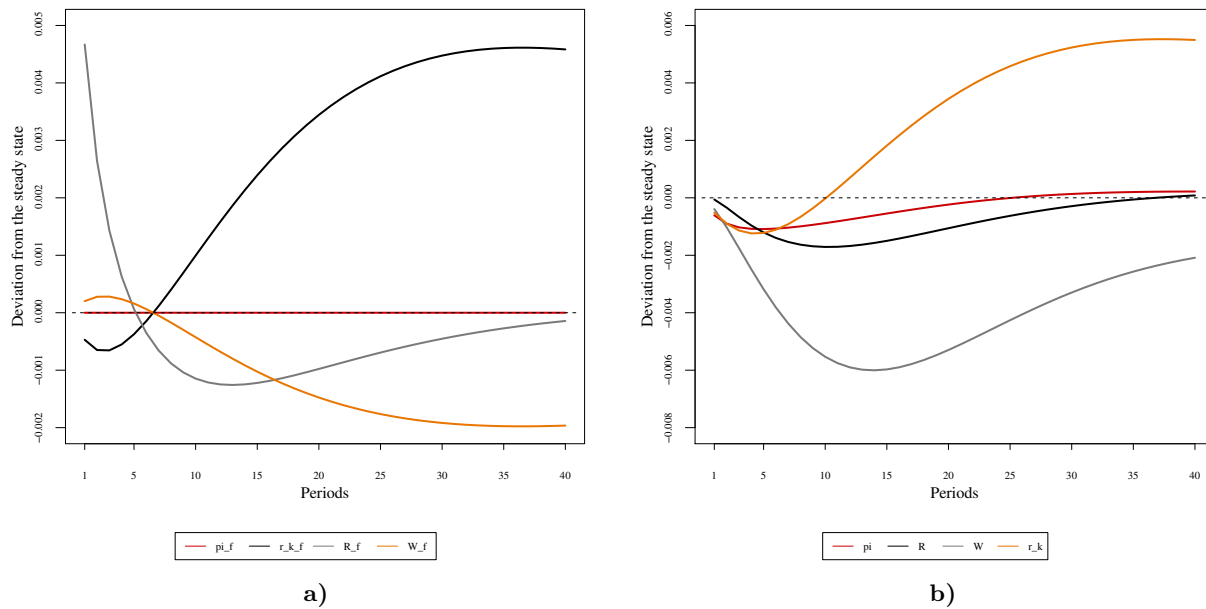 Deviation from the steady state
0.005
0.004
0.003
0.002
0.001
0.000
−0.001
−0.002
1 5 10 15 20 25 30 35 40
Periods
pi_f r_k_f R_f W_f
a)
Deviation from the steady state
0.006
0.004
0.002
0.000
−0.002
−0.004
−0.006
−0.008
1 5 10 15 20 25 30 35 40
Periods
pi R W r_k
b)